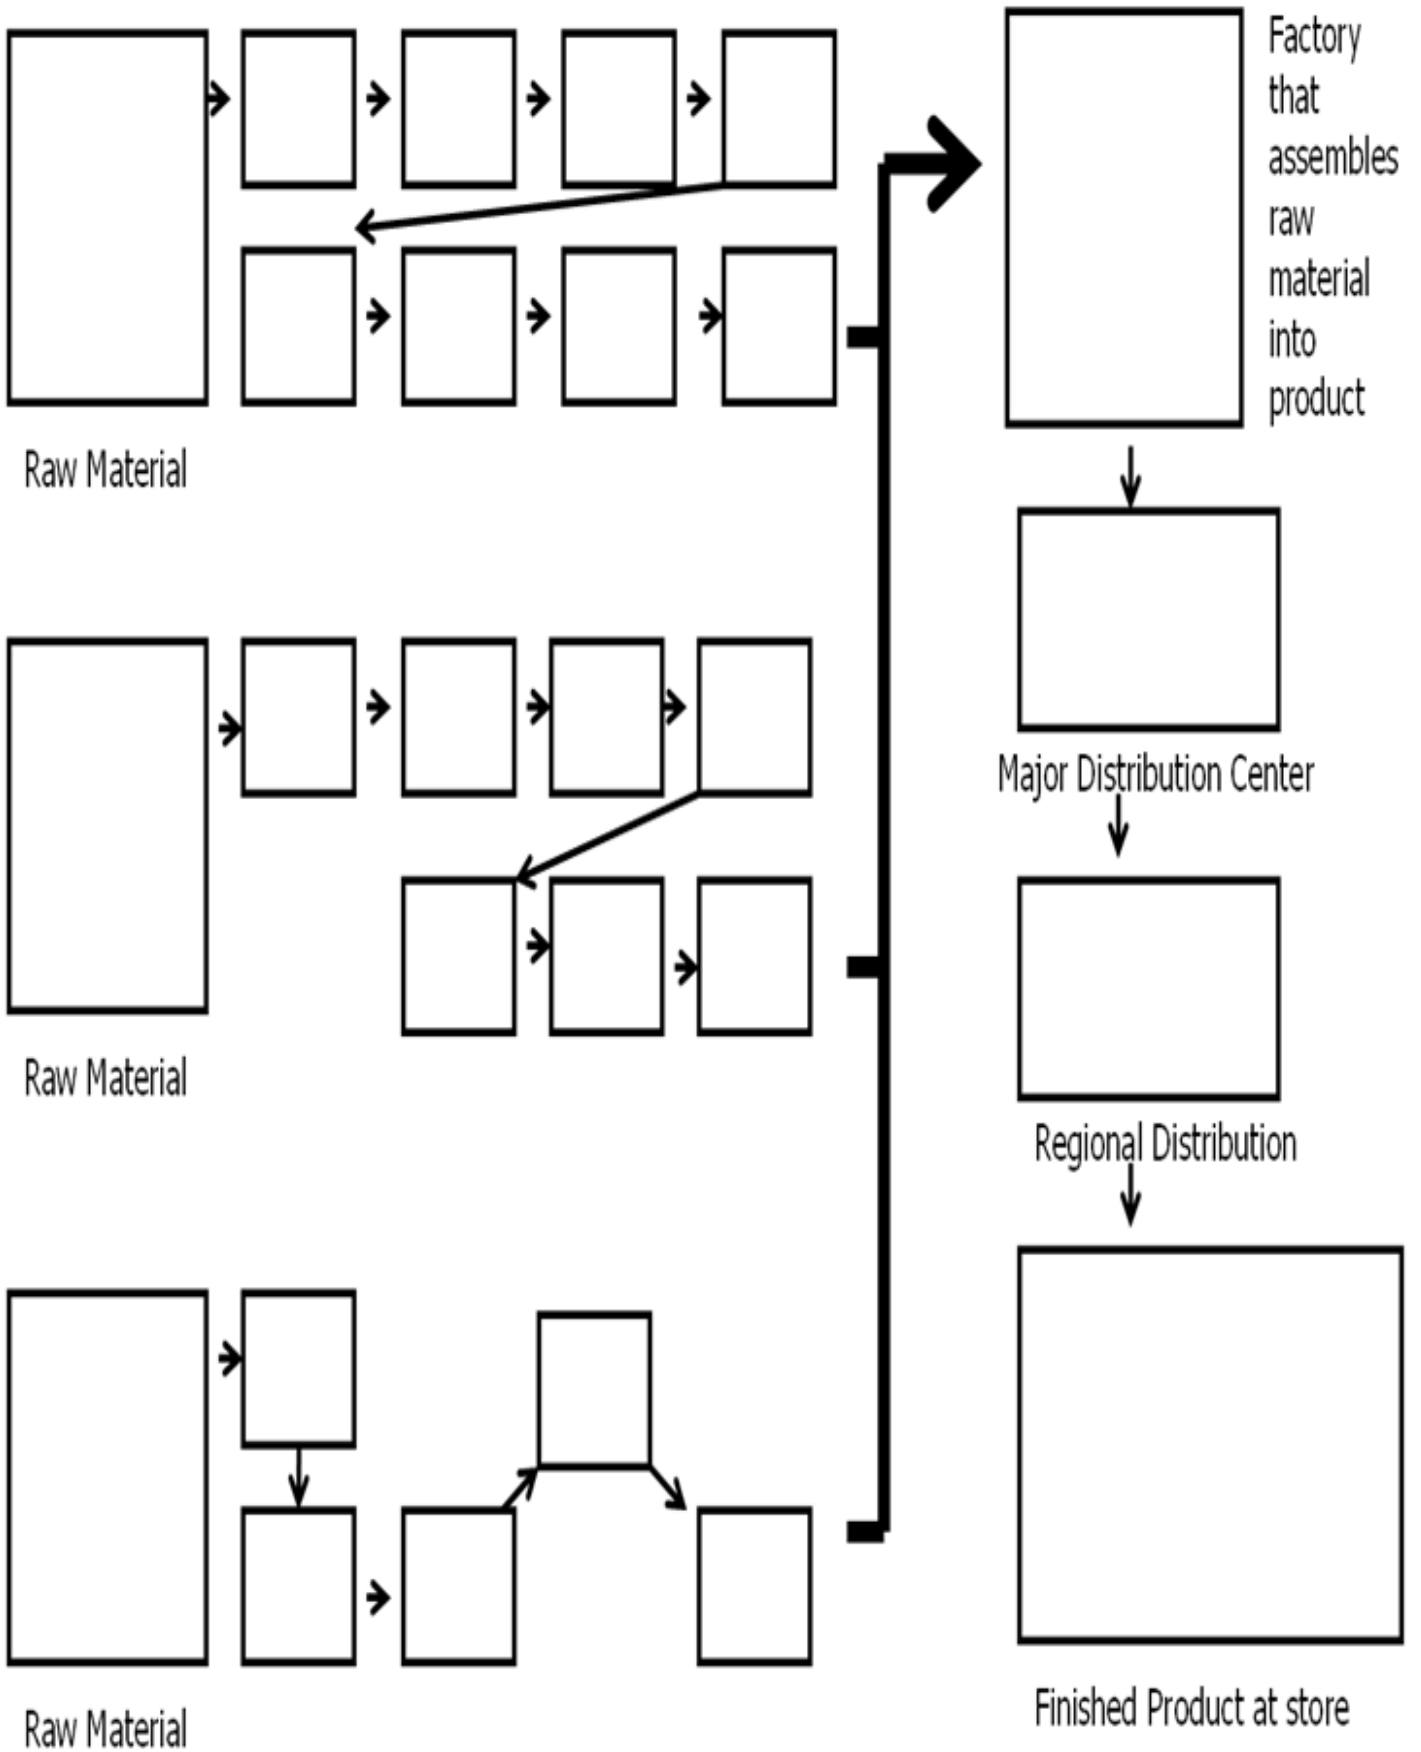 Raw Material
Raw Material
Raw Material
Factory
that
assembles
raw
material
into
product
Major Distribution Center
Regional Distribution
Finished Product at store